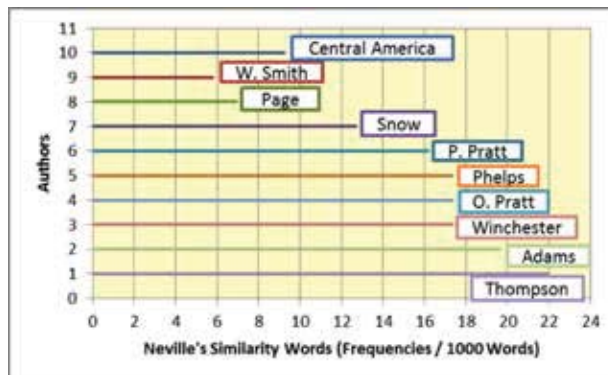 11
10
Central America
9
W. Smith
8
Page
7
Snow
6
P. Pratt
5
Phelps
4
O. Pratt
3
Winchester
2
Adams
1
Thompson
0
Authors
0 2 4 6 8 10 12 14 16 18 20 22 24
Neville's Similarity Words (Frequencies / 1000 Words)